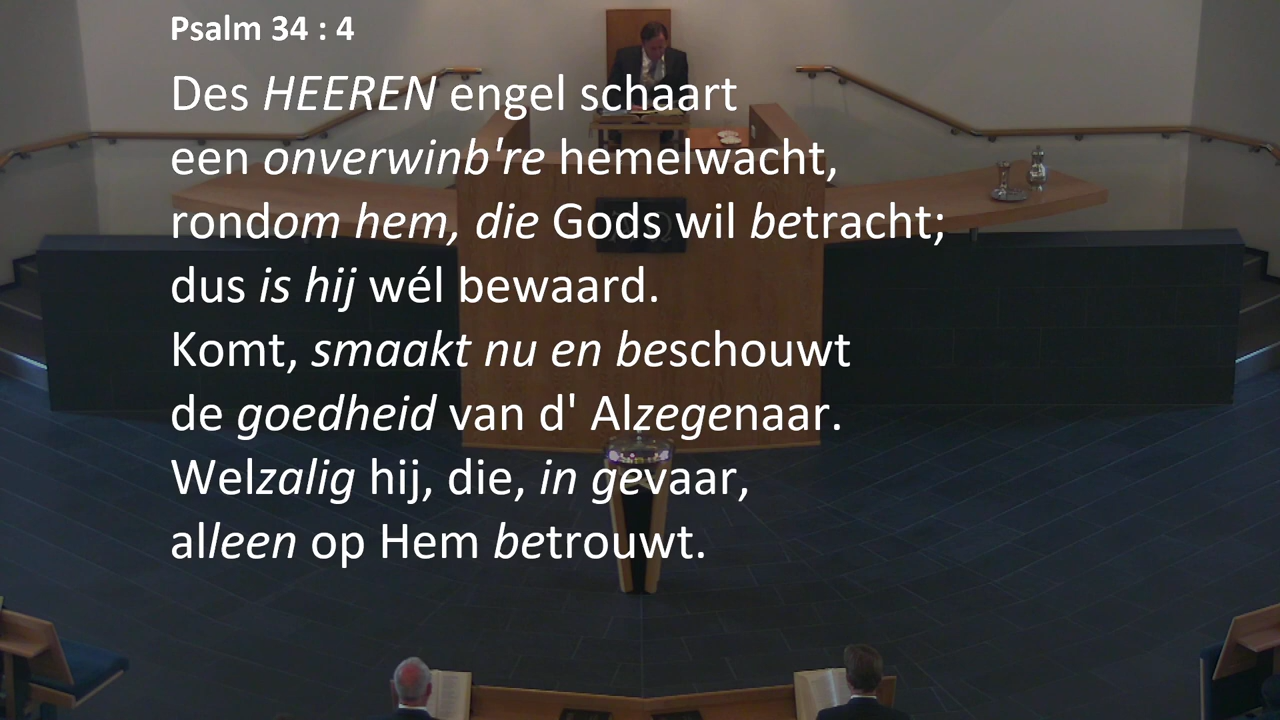 Psalm 34 : 4
Des HEEREN engel schaart
een onverwinb're hemelwacht,
rondom hem, die Gods wil betracht;
dus is hij wél bewaard.
Komt, smaakt nu en beschouwt
de goedheid van d' Alzegenaar.
Welzalig hij, die, in gevaar,
alleen op Hem betrouwt.